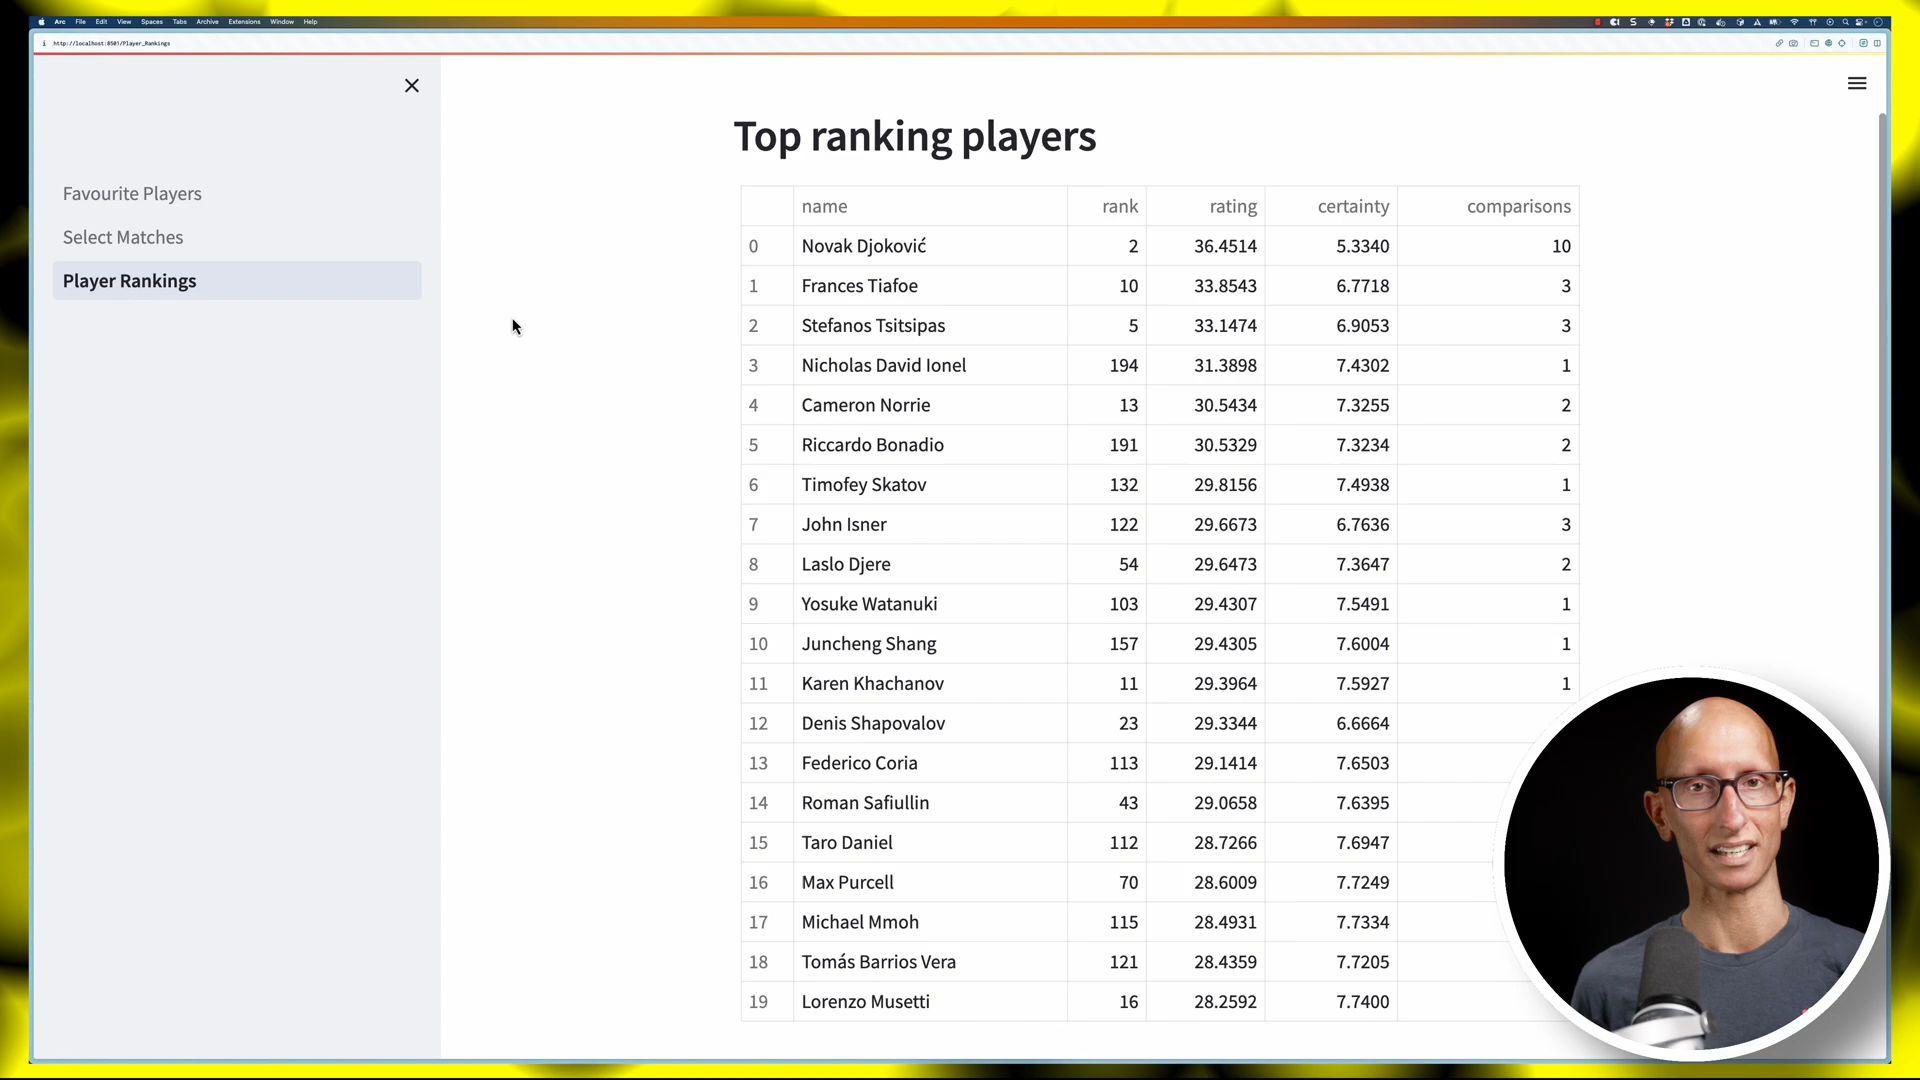 Arc File Edit View Spaces Tabs Archive Extensions Window Help
http://localhost:8501/Player_Rankings
Favourite Players
Select Matches
Player Rankings
Top ranking players
name rank rating certainty comparisons
0 Novak Djoković 2 36.4514 5.3340 10
1 Frances Tiafoe 10 33.8543 6.7718 3
2 Stefanos Tsitsipas 5 33.1474 6.9053 3
3 Nicholas David Ionel 194 31.3898 7.4302 1
4 Cameron Norrie 13 30.5434 7.3255 2
5 Riccardo Bonadio 191 30.5329 7.3234 2
6 Timofey Skatov 132 29.8156 7.4938 1
7 John Isner 122 29.6673 6.7636 3
8 Laslo Djere 54 29.6473 7.3647 2
9 Yosuke Watanuki 103 29.4307 7.5491 1
10 Juncheng Shang 157 29.4305 7.6004 1
11 Karen Khachanov 11 29.3964 7.5927 1
12 Denis Shapovalov 23 29.3344 6.6664
13 Federico Coria 113 29.1414 7.6503
14 Roman Safiullin 43 29.0658 7.6395
15 Taro Daniel 112 28.7266 7.6947
16 Max Purcell 70 28.6009 7.7249
17 Michael Mmoh 115 28.4931 7.7334
18 Tomás Barrios Vera 121 28.4359 7.7205
19 Lorenzo Musetti 16 28.2592 7.7400